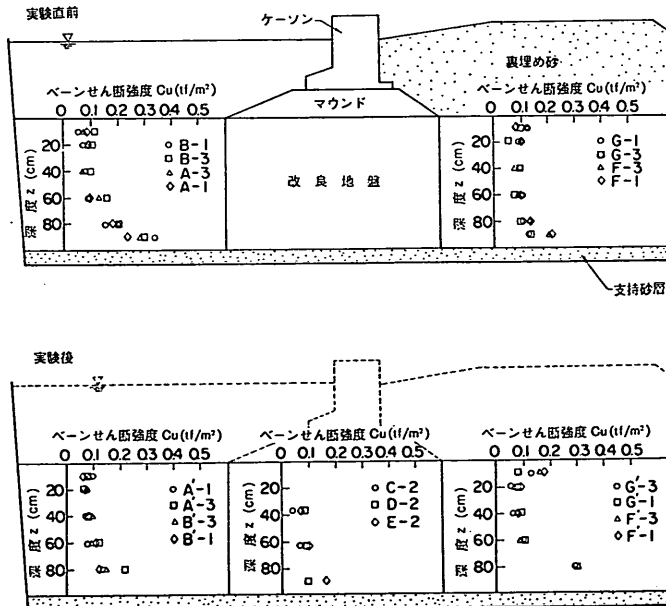 実験直前
ケーソン
裏埋め砂
ベーンせん断強度 Cu(tf/m²)
0 0.1 0.2 0.3 0.4 0.5
深度 z (cm)
20
40
60
80
○ B-1
□ B-3
△ A-3
◇ A-1
マウンド
改良地盤
ベーンせん断強度 Cu(tf/m²)
0 0.1 0.2 0.3 0.4 0.5
深度 z (cm)
20
40
60
80
○ G-1
□ G-3
△ F-3
◇ F-1
支持砂層
実験後
ベーンせん断強度 Cu(tf/m²)
0 0.1 0.2 0.3 0.4 0.5
深度 z (cm)
20
40
60
80
○ A'-1
□ A'-3
△ B'-3
◇ B'-1
ベーンせん断強度 Cu(tf/m²)
0 0.1 0.2 0.3 0.4 0.5
深度 z (cm)
20
40
60
80
○ C-2
□ D-2
◇ E-2
ベーンせん断強度 Cu(tf/m²)
0 0.1 0.2 0.3 0.4 0.5
深度 z (cm)
20
40
60
80
○ G'-3
□ G'-1
△ F'-3
◇ F'-1